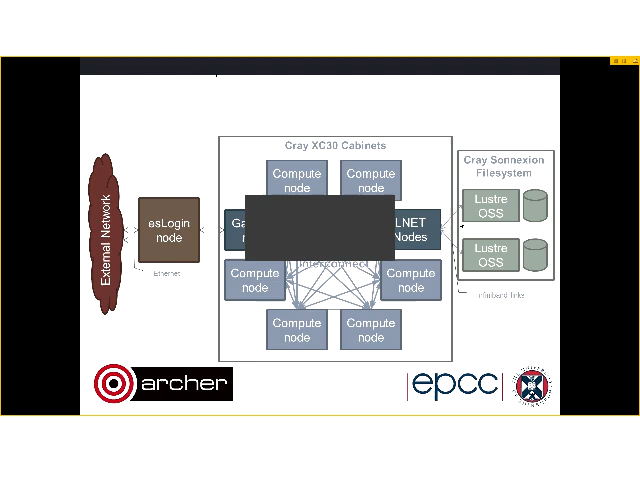 Cray XC30 Cabinets
Cray Sonnexion
Filesystem
Compute
node
Compute
node
Lustre
OSS
External Network
esLogin
node
LNET
Nodes
Lustre
OSS
Ethernet
Compute
node
Compute
node
Infiniband links
Compute
node
Compute
node
archer
epcc